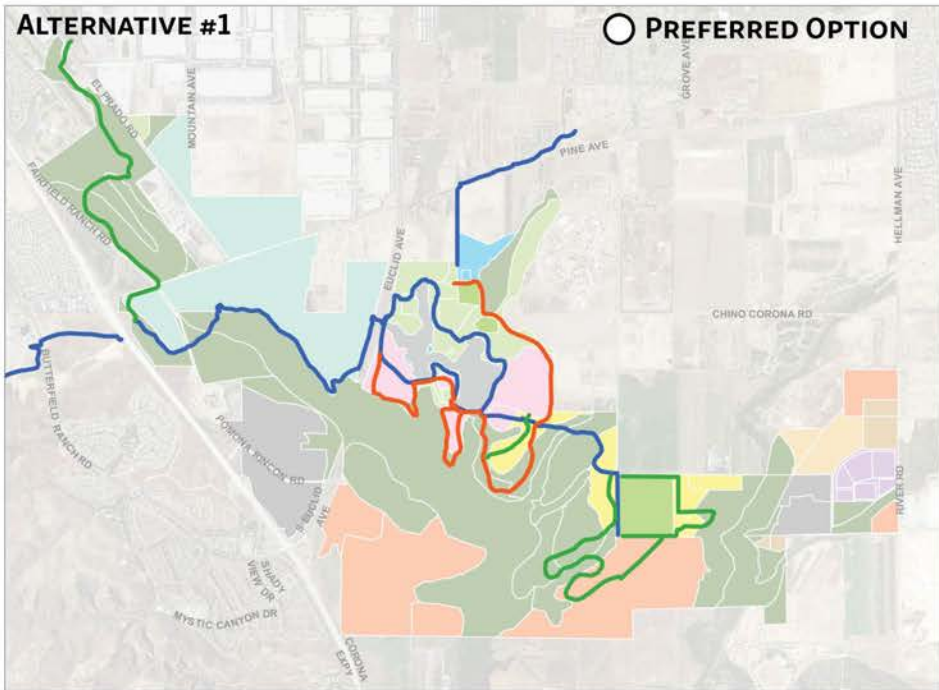 ALTERNATIVE #1
PREFERRED OPTION
EL PRADO RD
MOUNTAIN AVE
GROVE AVE
PINE AVE
FAIRFIELD RANCH RD
HELLMAN AVE
EUCLID AVE
CHINO CORONA RD
BUTTERFIELD RANCH RD
POMONA RINCON RD
S EUCLID
AVE
RIVER RD
SHADY
VIEW DR
MYSTIC CANYON DR
CORONA
EXPY